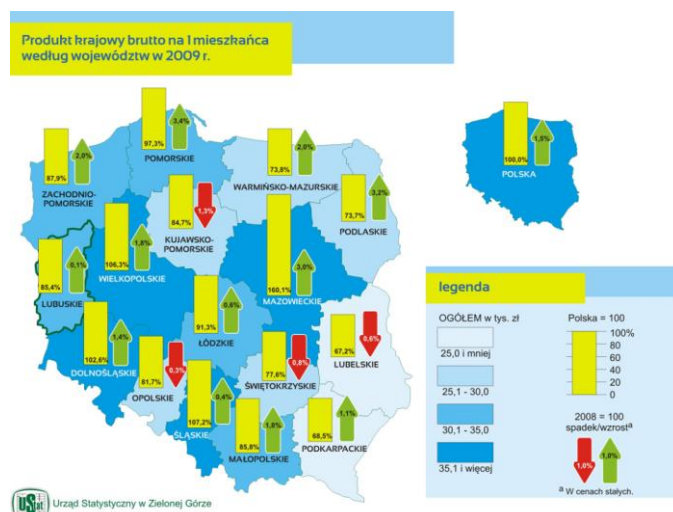 Produkt krajowy brutto na 1 mieszkańca
według województw w 2009 r.
97,3%
3,4%
POMORSKIE
87,9%
2,0%
ZACHODNIO-
POMORSKIE
73,8%
2,0%
WARMIŃSKO-MAZURSKIE
73,7%
3,2%
PODLASKIE
84,7%
1,3%
KUJAWSKO-
POMORSKIE
106,3%
1,8%
WIELKOPOLSKIE
160,1%
3,0%
MAZOWIECKIE
85,4%
0,1%
LUBUSKIE
91,3%
0,6%
ŁÓDZKIE
102,6%
1,4%
DOLNOŚLĄSKIE
81,7%
0,3%
OPOLSKIE
77,6%
0,8%
ŚWIĘTOKRZYSKIE
67,2%
0,6%
LUBELSKIE
107,2%
0,4%
ŚLĄSKIE
85,8%
MAŁOPOLSKIE
68,5%
1,1%
PODKARPACKIE
100,0%
1,5%
POLSKA
legenda
OGÓŁEM w tys. zł
25,0 i mniej
25,1 - 30,0
30,1 - 35,0
35,1 i więcej
Polska = 100
100%
80
60
40
20
0
2008 = 100
spadek/wzrostᵃ
1,0%
1,0%
ᵃ W cenach stałych.
USstat
Urząd Statystyczny w Zielonej Górze